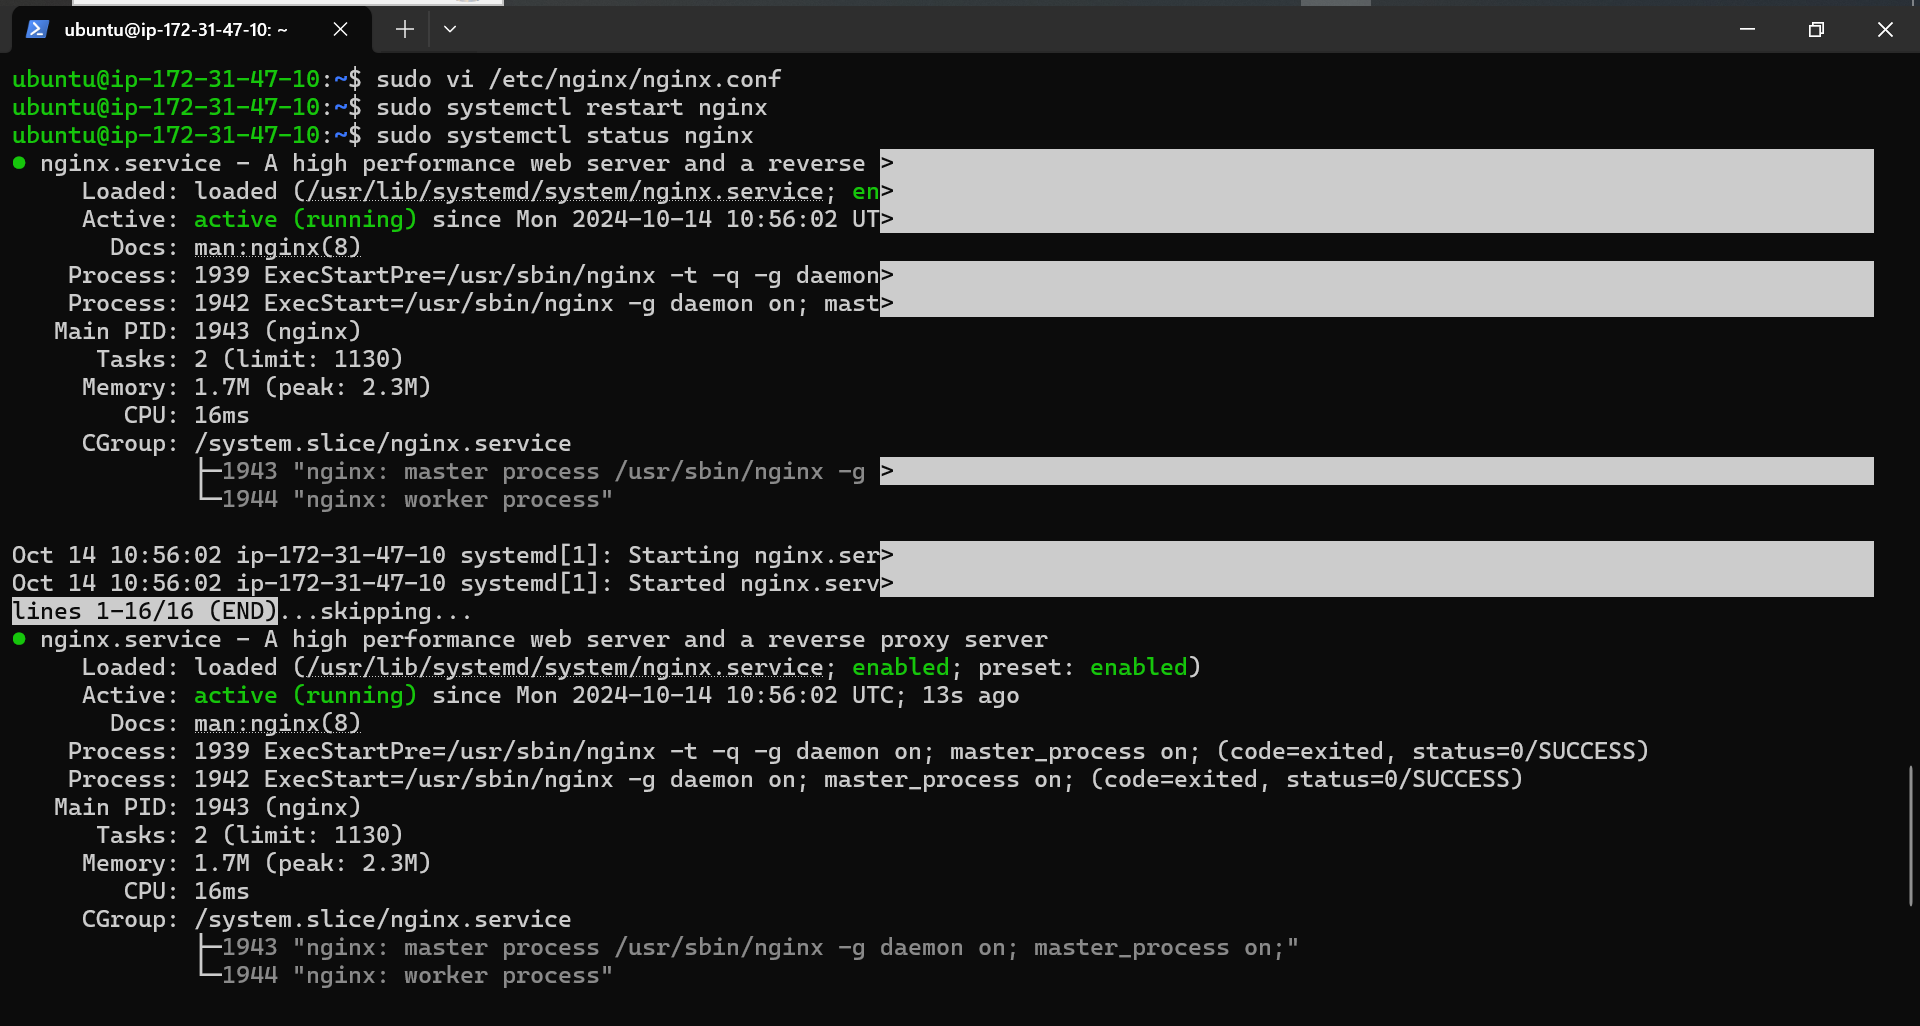 ubuntu@ip-172-31-47-10: ~
ubuntu@ip-172-31-47-10:~$ sudo vi /etc/nginx/nginx.conf
ubuntu@ip-172-31-47-10:~$ sudo systemctl restart nginx
ubuntu@ip-172-31-47-10:~$ sudo systemctl status nginx
● nginx.service - A high performance web server and a reverse >
     Loaded: loaded (/usr/lib/systemd/system/nginx.service; en>
     Active: active (running) since Mon 2024-10-14 10:56:02 UT>
       Docs: man:nginx(8)
    Process: 1939 ExecStartPre=/usr/sbin/nginx -t -q -g daemon>
    Process: 1942 ExecStart=/usr/sbin/nginx -g daemon on; mast>
   Main PID: 1943 (nginx)
      Tasks: 2 (limit: 1130)
     Memory: 1.7M (peak: 2.3M)
        CPU: 16ms
     CGroup: /system.slice/nginx.service
             ├─1943 "nginx: master process /usr/sbin/nginx -g >
             └─1944 "nginx: worker process"
Oct 14 10:56:02 ip-172-31-47-10 systemd[1]: Starting nginx.ser>
Oct 14 10:56:02 ip-172-31-47-10 systemd[1]: Started nginx.serv>
lines 1-16/16 (END)...skipping...
● nginx.service - A high performance web server and a reverse proxy server
     Loaded: loaded (/usr/lib/systemd/system/nginx.service; enabled; preset: enabled)
     Active: active (running) since Mon 2024-10-14 10:56:02 UTC; 13s ago
       Docs: man:nginx(8)
    Process: 1939 ExecStartPre=/usr/sbin/nginx -t -q -g daemon on; master_process on; (code=exited, status=0/SUCCESS)
    Process: 1942 ExecStart=/usr/sbin/nginx -g daemon on; master_process on; (code=exited, status=0/SUCCESS)
   Main PID: 1943 (nginx)
      Tasks: 2 (limit: 1130)
     Memory: 1.7M (peak: 2.3M)
        CPU: 16ms
     CGroup: /system.slice/nginx.service
             ├─1943 "nginx: master process /usr/sbin/nginx -g daemon on; master_process on;"
             └─1944 "nginx: worker process"